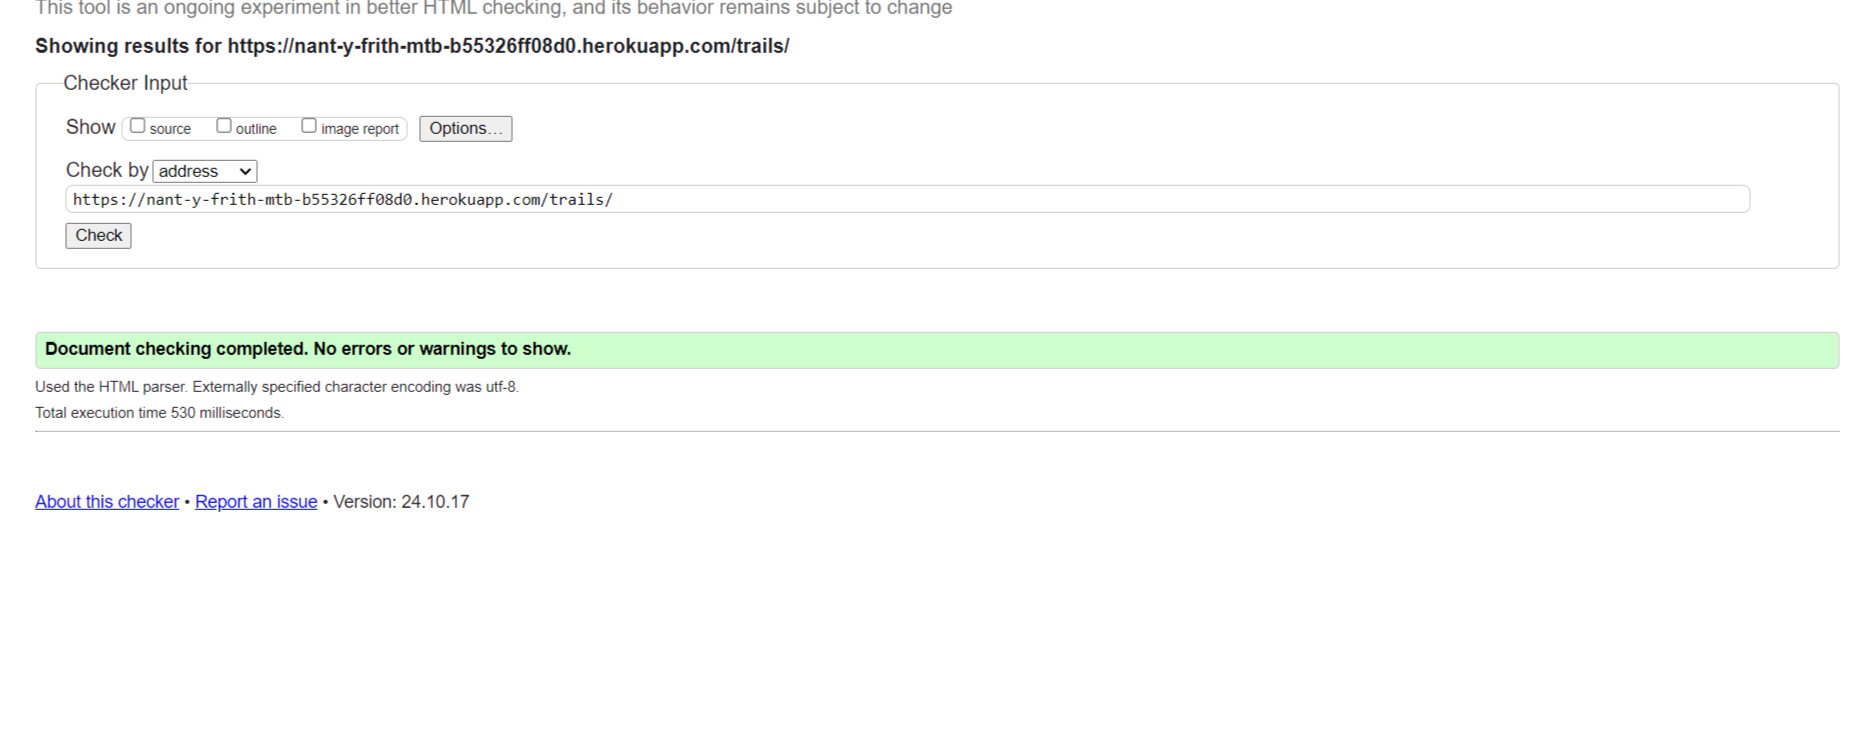 This tool is an ongoing experiment in better HTML checking, and its behavior remains subject to change
Showing results for https://nant-y-frith-mtb-b55326ff08d0.herokuapp.com/trails/
Checker Input
Show source outline image report Options...
Check by address
https://nant-y-frith-mtb-b55326ff08d0.herokuapp.com/trails/
Check
Document checking completed. No errors or warnings to show.
Used the HTML parser. Externally specified character encoding was utf-8.
Total execution time 530 milliseconds.
About this checker • Report an issue • Version: 24.10.17